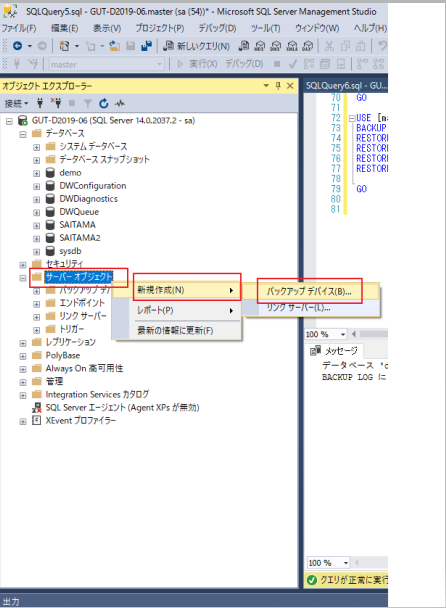 SQLQuery5.sql - GUT-D2019-06.master (sa (54))* - Microsoft SQL Server Management Studio
ファイル(F) 編集(E) 表示(V) プロジェクト(P) デバッグ(D) ツール(T) ウィンドウ(W) ヘルプ(H)
新しいクエリ(N)
master 実行(X) デバッグ(D)
オブジェクト エクスプローラー
接続
GUT-D2019-06 (SQL Server 14.0.2037.2 - sa)
データベース
システム データベース
データベース スナップショット
demo
DWConfiguration
DWDiagnostics
DWQueue
SAITAMA
SAITAMA2
sysdb
セキュリティ
サーバー オブジェクト
バックアップ デ
エンドポイント
リンク サーバー
トリガー
レプリケーション
PolyBase
Always On 高可用性
管理
Integration Services カタログ
SQL Server エージェント (Agent XPs が無効)
XEvent プロファイラー
新規作成(N)
レポート(P)
最新の情報に更新(F)
バックアップ デバイス(B)...
リンク サーバー(L)...
SQLQuery6.sql - GU...
70 GO
71
72 USE [m
73 BACKUP
74 RESTOR
75 RESTOR
76 RESTOR
77 RESTOR
78
79 GO
80
81
100 %
メッセージ
データベース 'd
BACKUP LOG に
100 %
クエリが正常に実行
出力